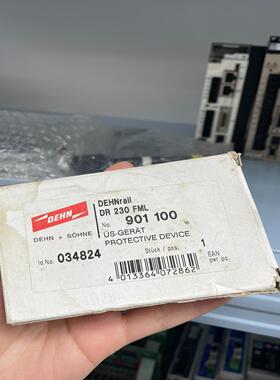 DEHN
DEHN + SÖHNE
Id.No. 034824
DEHNrail
DR 230 FML
No. 901 100
ÜS-GERÄT
PROTECTIVE DEVICE
Stück / pcs. 1
EAN
per pc.
4 013364 072862